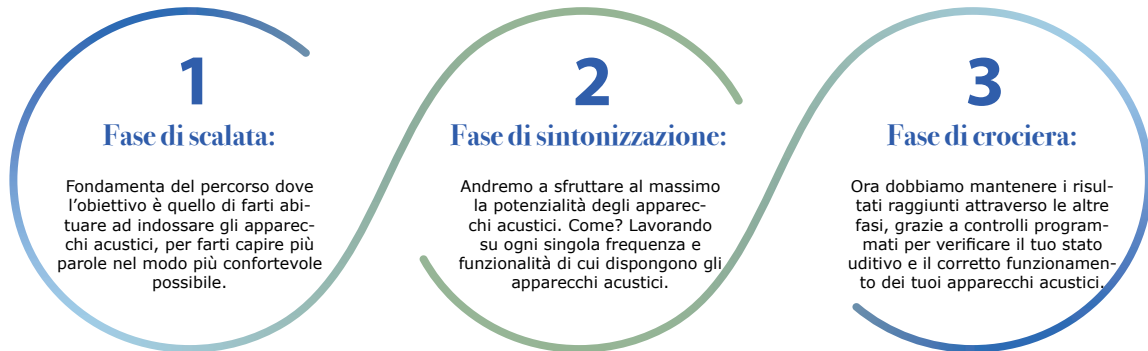 1
Fase di scalata:
Fondamenta del percorso dove
l'obiettivo è quello di farti abi-
tuare ad indossare gli apparec-
chi acustici, per farti capire più
parole nel modo più confortevole
possibile.
2
Fase di sintonizzazione:
Andremo a sfruttare al massimo
la potenzialità degli apparec-
chi acustici. Come? Lavorando
su ogni singola frequenza e
funzionalità di cui dispongono gli
apparecchi acustici.
3
Fase di crociera:
Ora dobbiamo mantenere i risul-
tati raggiunti attraverso le altre
fasi, grazie a controlli program-
mati per verificare il tuo stato
uditivo e il corretto funzionamen-
to dei tuoi apparecchi acustici.